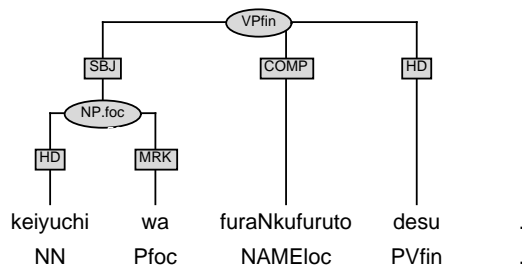 VPfin
SBJ COMP HD
NP.foc
HD MRK
keiyuchi wa furaNkufuruto desu .
NN Pfoc NAMEloc PVfin .